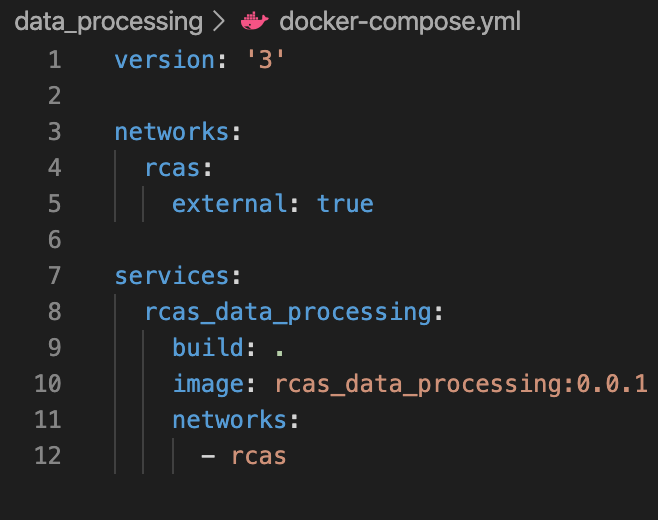 data_processing > docker-compose.yml
1 version: '3'
2
3 networks:
4   rcas:
5     external: true
6
7 services:
8   rcas_data_processing:
9     build: .
10     image: rcas_data_processing:0.0.1
11     networks:
12       - rcas